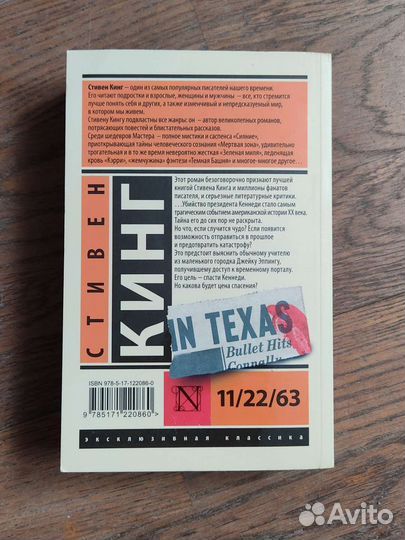 Стивен Кинг – один из самых популярных писателей нашего времени.
Его читают подростки и взрослые, женщины и мужчины – все, кто стремится
лучше понять себя и других, а также изменчивый и непредсказуемый мир,
в котором мы живем.
Стивену Кингу подвластны все жанры: он – автор великолепных романов,
потрясающих повестей и блистательных рассказов.
Среди шедевров Мастера – полное мистики и саспенса «Сияние»,
приоткрывающая тайны человеческого сознания «Мертвая зона», удивительно
трогательная и в то же время невероятно жесткая «Зеленая миля», леденящая
кровь «Кэрри», «жемчужина» фэнтези «Темная Башня» и многое-многое другое…
СТИВЕН
КИНГ
Этот роман безоговорочно признают лучшей
книгой Стивена Кинга и миллионы фанатов
писателя, и серьезные литературные критики.
…Убийство президента Кеннеди стало самым
трагическим событием американской истории XX века.
Тайна его до сих пор не раскрыта.
Но что, если случится чудо? Если появится
возможность отправиться в прошлое
и предотвратить катастрофу?
Это предстоит выяснить обычному учителю
из маленького городка Джейку Эппингу,
получившему доступ к временному порталу.
Его цель – спасти Кеннеди.
Но какова будет цена спасения?
IN TEXAS
Bullet Hits
Connally
ISBN 978-5-17-122086-0
9 785171 220860 >
N
11/22/63
эксклюзивная классика
Avito